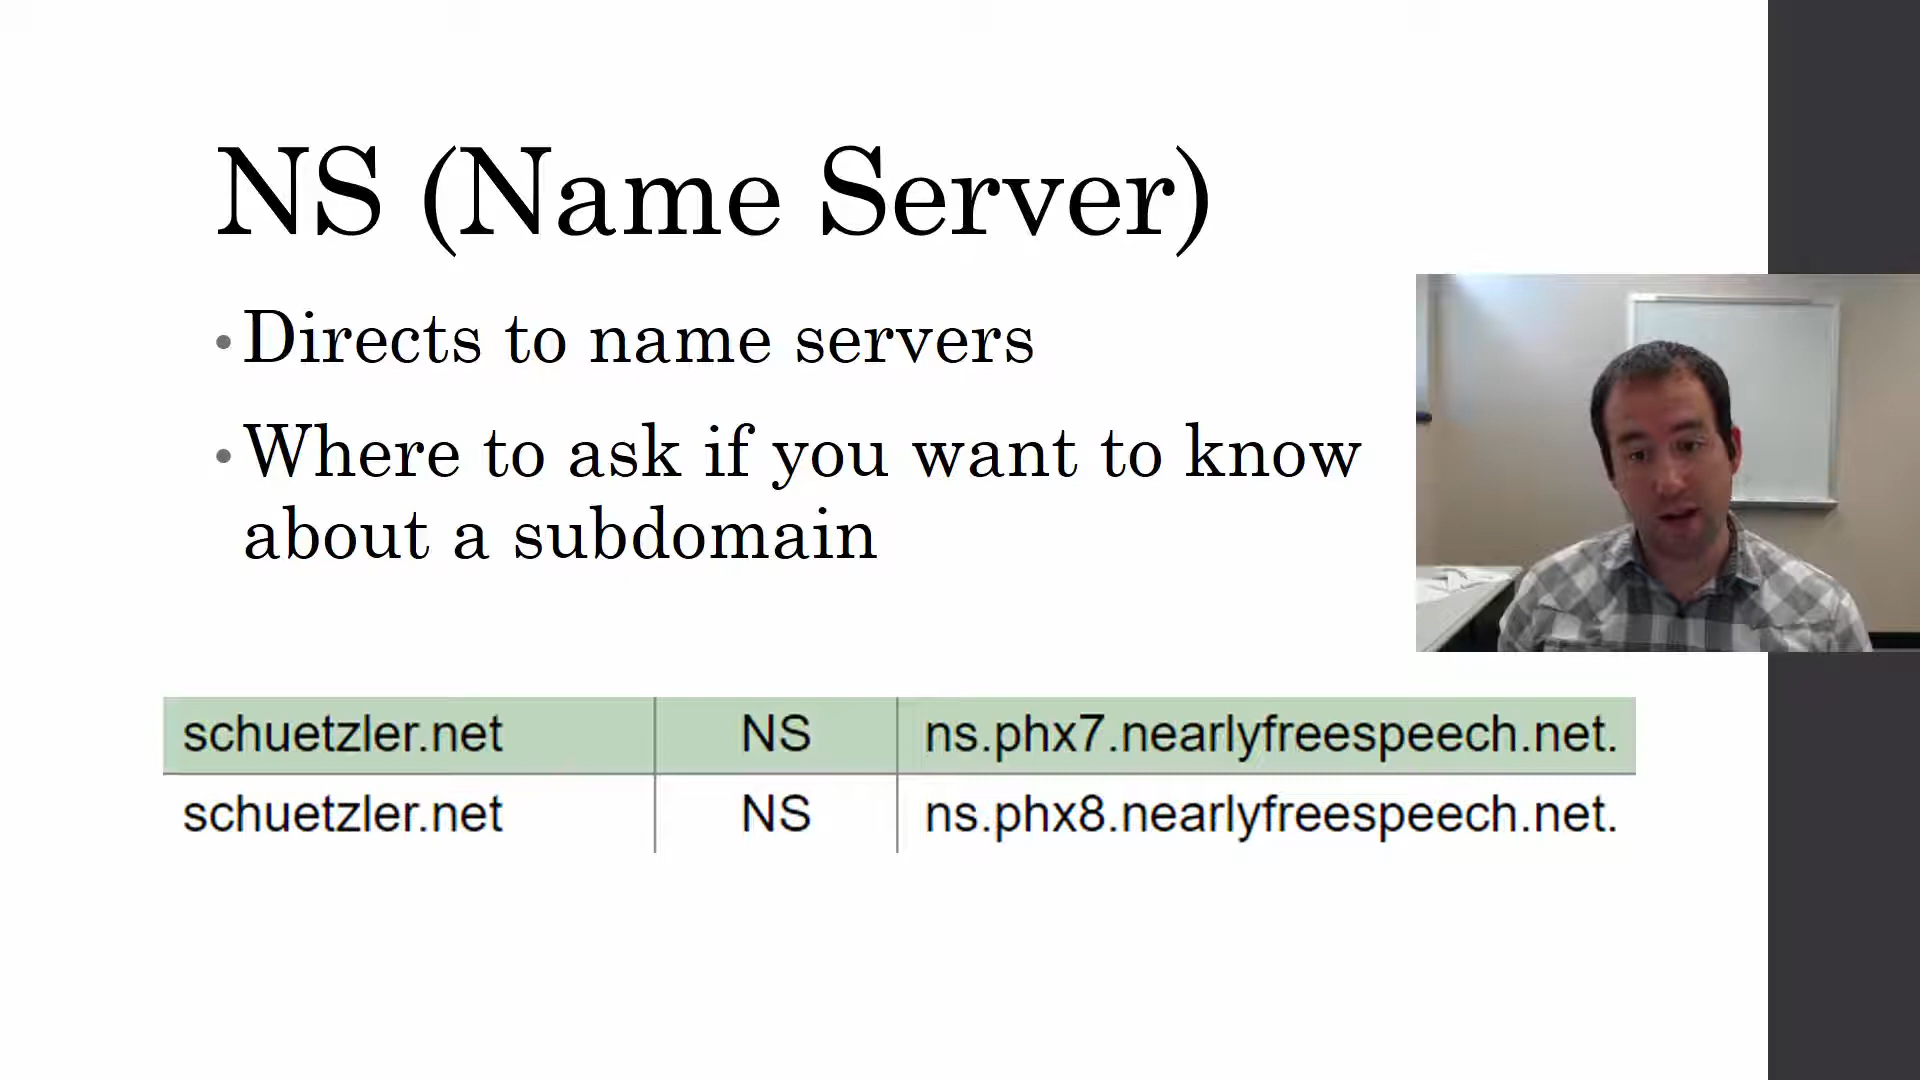 NS (Name Server)
• Directs to name servers
• Where to ask if you want to know
about a subdomain
schuetzler.net NS ns.phx7.nearlyfreespeech.net.
schuetzler.net NS ns.phx8.nearlyfreespeech.net.